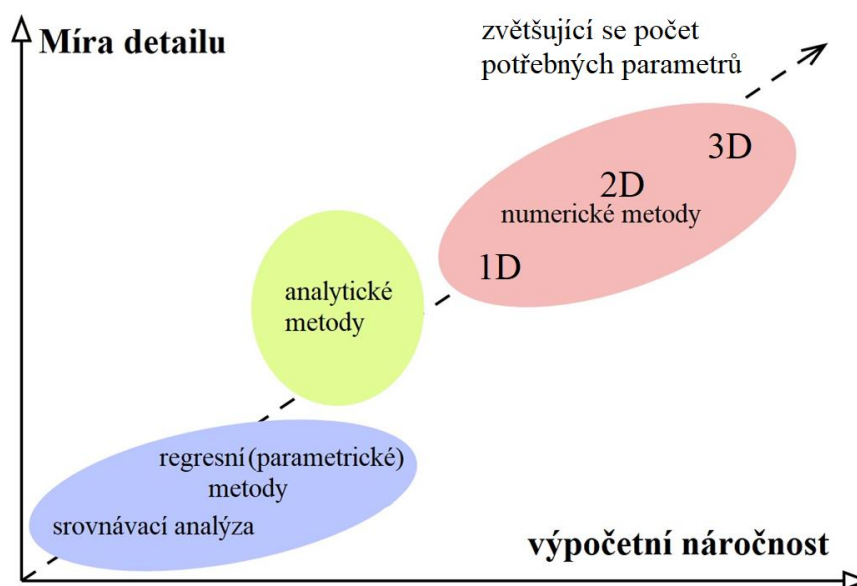 Míra detailu
zvětšující se počet
potřebných parametrů
3D
2D
numerické metody
1D
analytické
metody
regresní (parametrické)
metody
srovnávací analýza
výpočetní náročnost